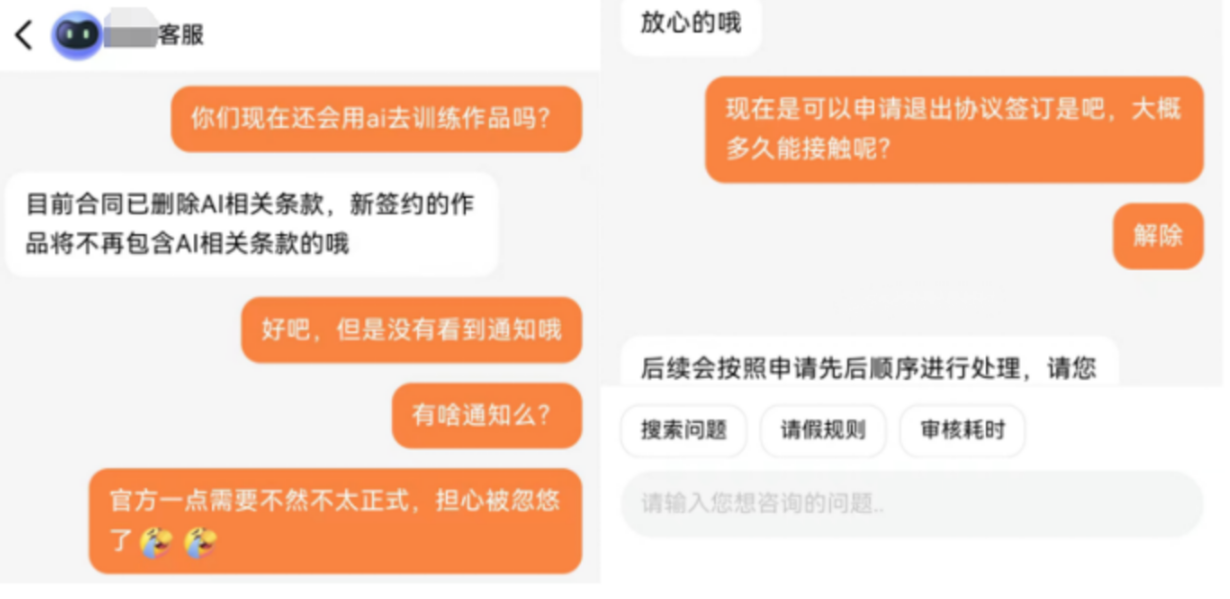 客服
你们现在还会用ai去训练作品吗？
目前合同已删除AI相关条款，新签约的作
品将不再包含AI相关条款的哦
好吧，但是没有看到通知哦
有啥通知么？
官方一点需要不然不太正式，担心被忽悠
了
放心的哦
现在是可以申请退出协议签订是吧，大概
多久能接触呢？
解除
后续会按照申请先后顺序进行处理，请您
搜索问题
请假规则
审核耗时
请输入您想咨询的问题..